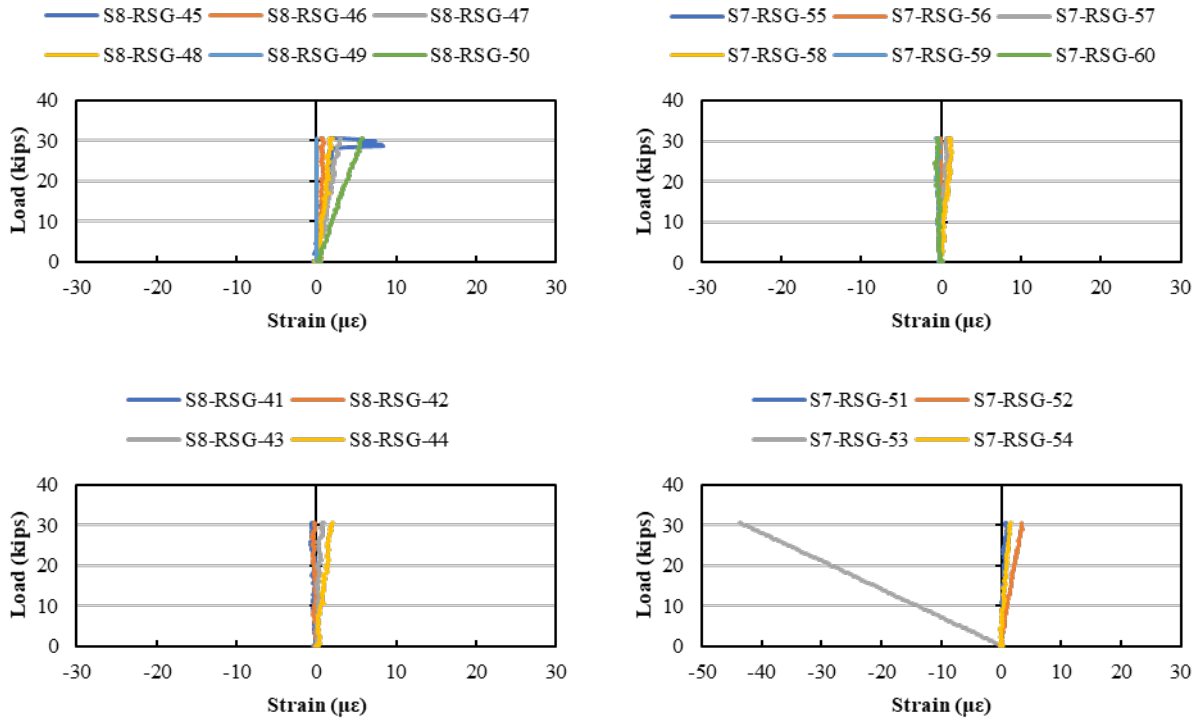 S8-RSG-45 S8-RSG-46 S8-RSG-47
S8-RSG-48 S8-RSG-49 S8-RSG-50
40
30
20
10
0
Load (kips)
-30 -20 -10 0 10 20 30
Strain (με)
S7-RSG-55 S7-RSG-56 S7-RSG-57
S7-RSG-58 S7-RSG-59 S7-RSG-60
40
30
20
10
0
Load (kips)
-30 -20 -10 0 10 20 30
Strain (με)
S8-RSG-41 S8-RSG-42
S8-RSG-43 S8-RSG-44
40
30
20
10
0
Load (kips)
-30 -20 -10 0 10 20 30
Strain (με)
S7-RSG-51 S7-RSG-52
S7-RSG-53 S7-RSG-54
40
30
20
10
0
Load (kips)
-50 -40 -30 -20 -10 0 10 20 30
Strain (με)